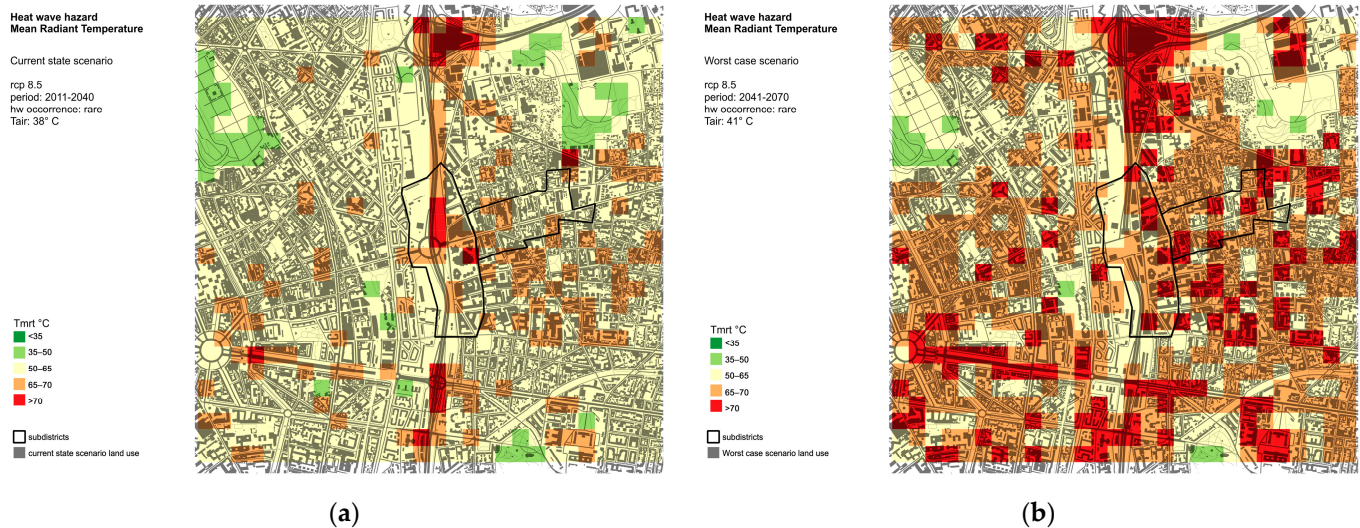 Heat wave hazard
Mean Radiant Temperature
Current state scenario
rcp 8.5
period: 2011-2040
hw occurrence: rare
Tair: 38° C
Tmrt °C
<35
35–50
50–65
65–70
>70
subdistricts
current state scenario land use
(a)
Heat wave hazard
Mean Radiant Temperature
Worst case scenario
rcp 8.5
period: 2041-2070
hw occurrence: rare
Tair: 41° C
Tmrt °C
<35
35–50
50–65
65–70
>70
subdistricts
Worst case scenario land use
(b)